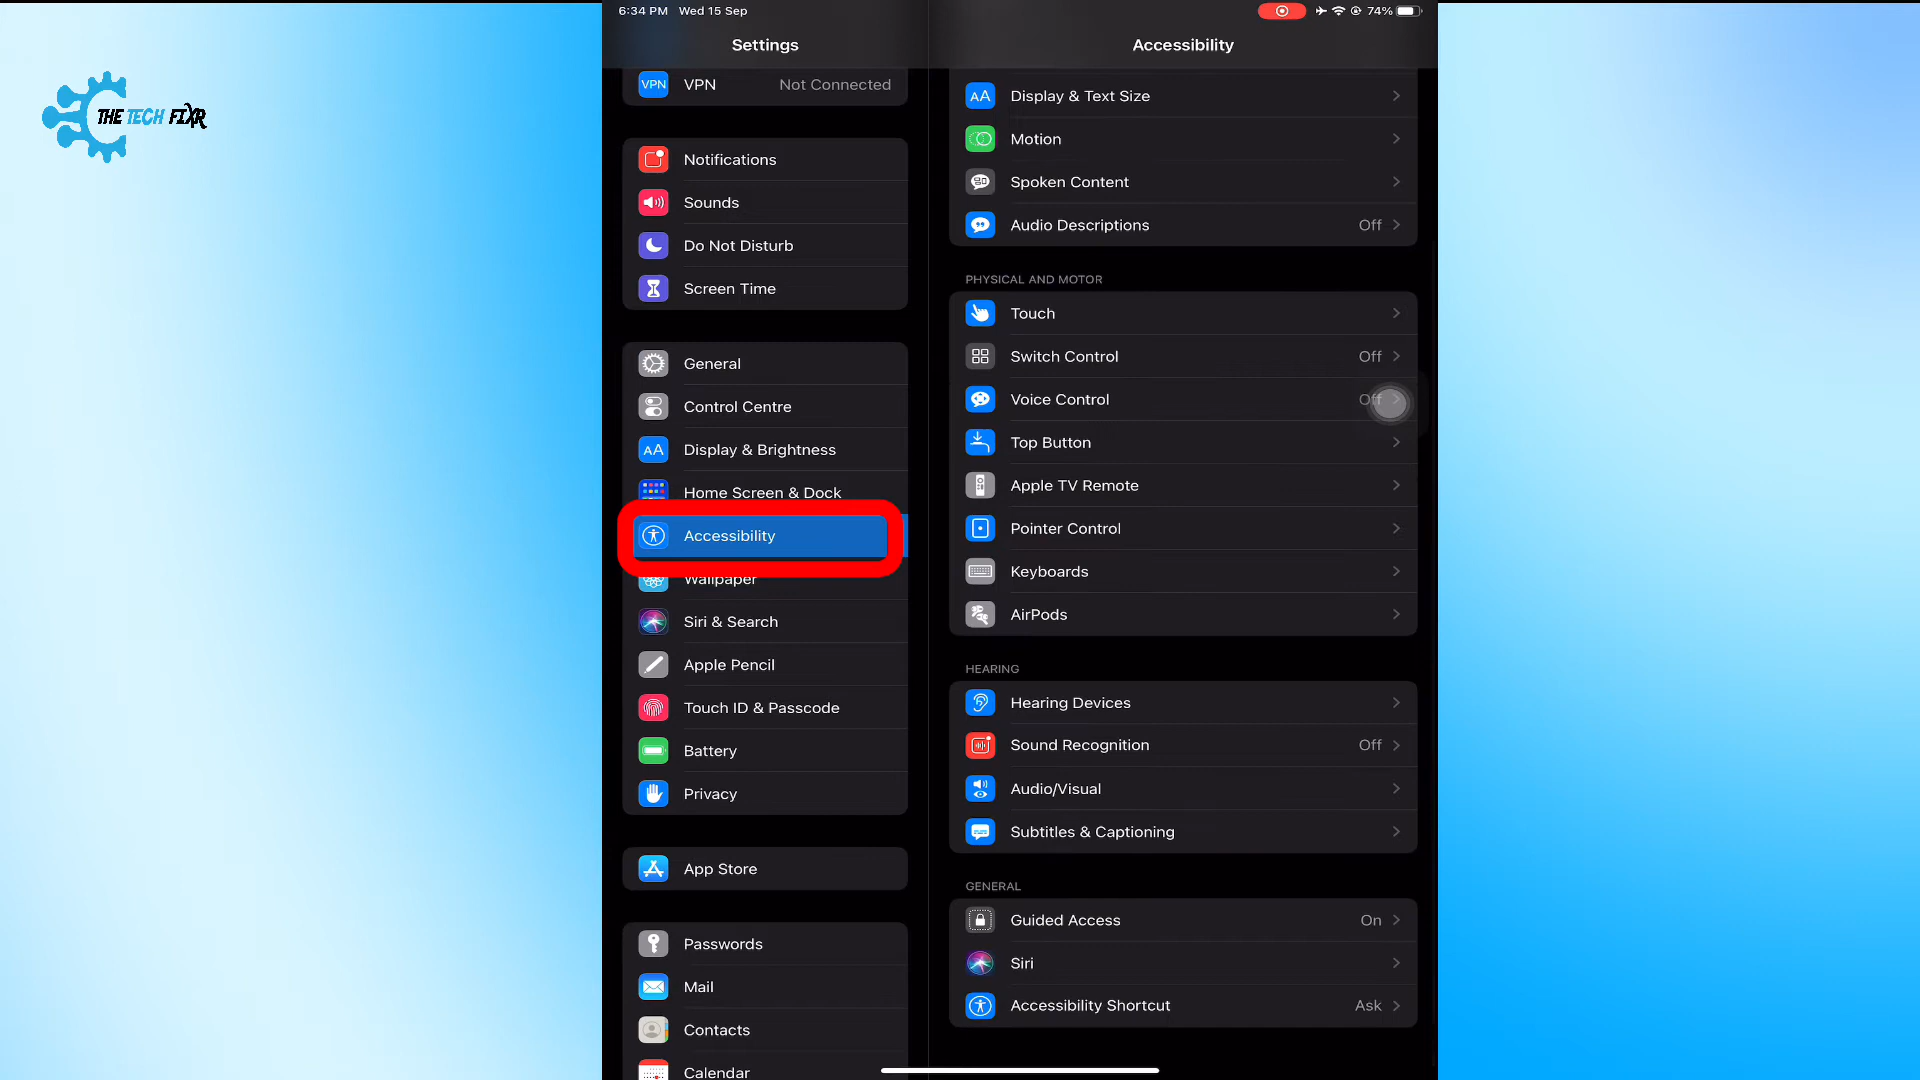 THE TECH FIXR
6:34 PM Wed 15 Sep
74%
Settings
VPN
VPN
Not Connected
Notifications
Sounds
Do Not Disturb
Screen Time
General
Control Centre
AA
Display & Brightness
Home Screen & Dock
Accessibility
Wallpaper
Siri & Search
Apple Pencil
Touch ID & Passcode
Battery
Privacy
App Store
Passwords
Mail
Contacts
Calendar
Accessibility
AA
Display & Text Size
Motion
Spoken Content
Audio Descriptions Off
PHYSICAL AND MOTOR
Touch
Switch Control Off
Voice Control Off
Top Button
Apple TV Remote
Pointer Control
Keyboards
AirPods
HEARING
Hearing Devices
Sound Recognition Off
Audio/Visual
Subtitles & Captioning
GENERAL
Guided Access On
Siri
Accessibility Shortcut Ask